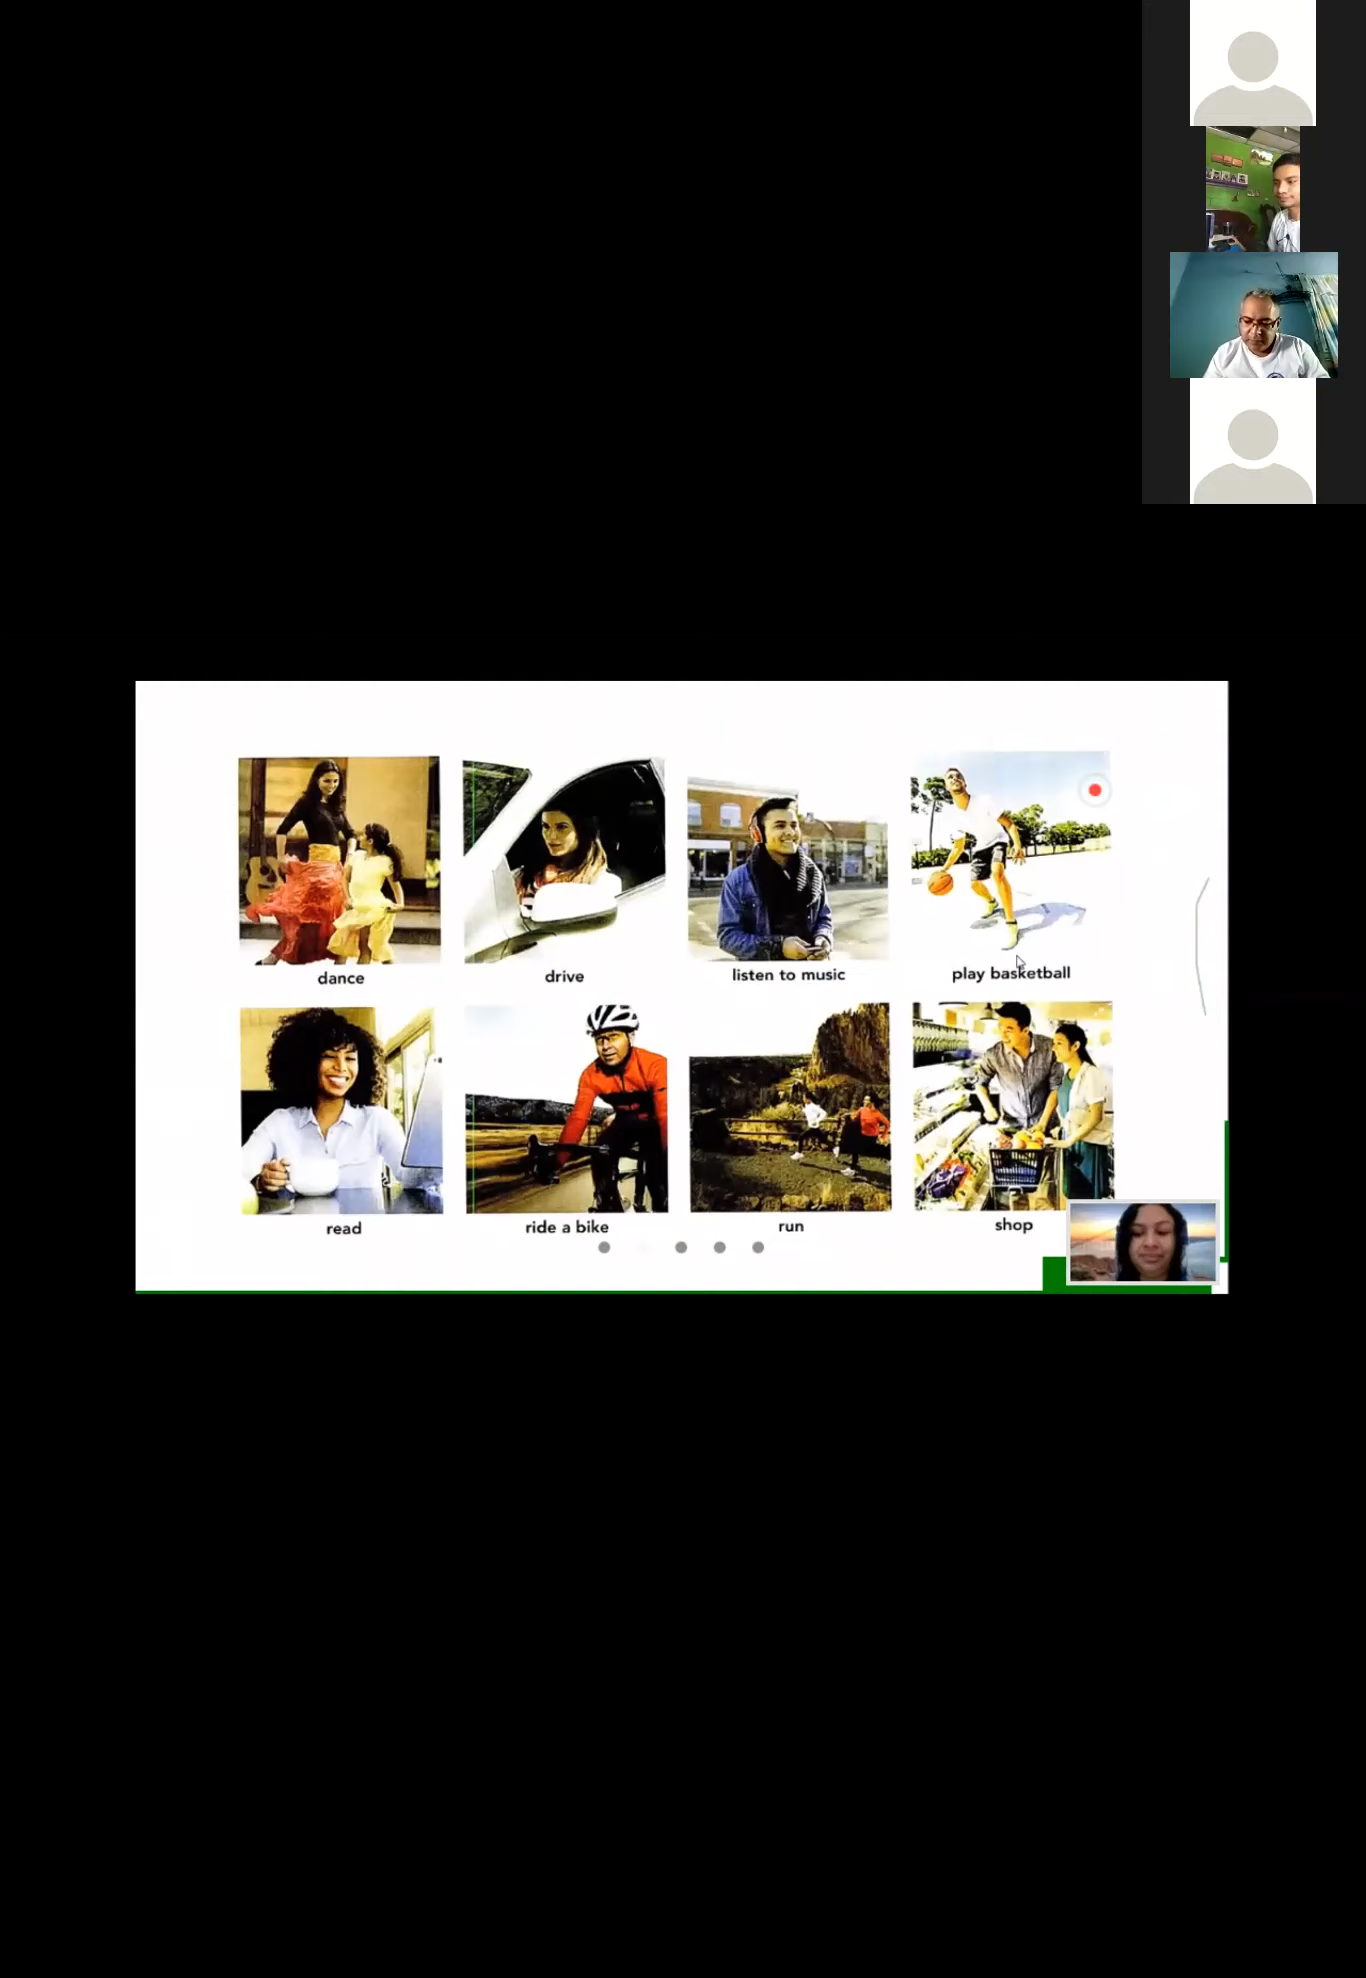 dance
drive
listen to music
play basketball
read
ride a bike
run
shop